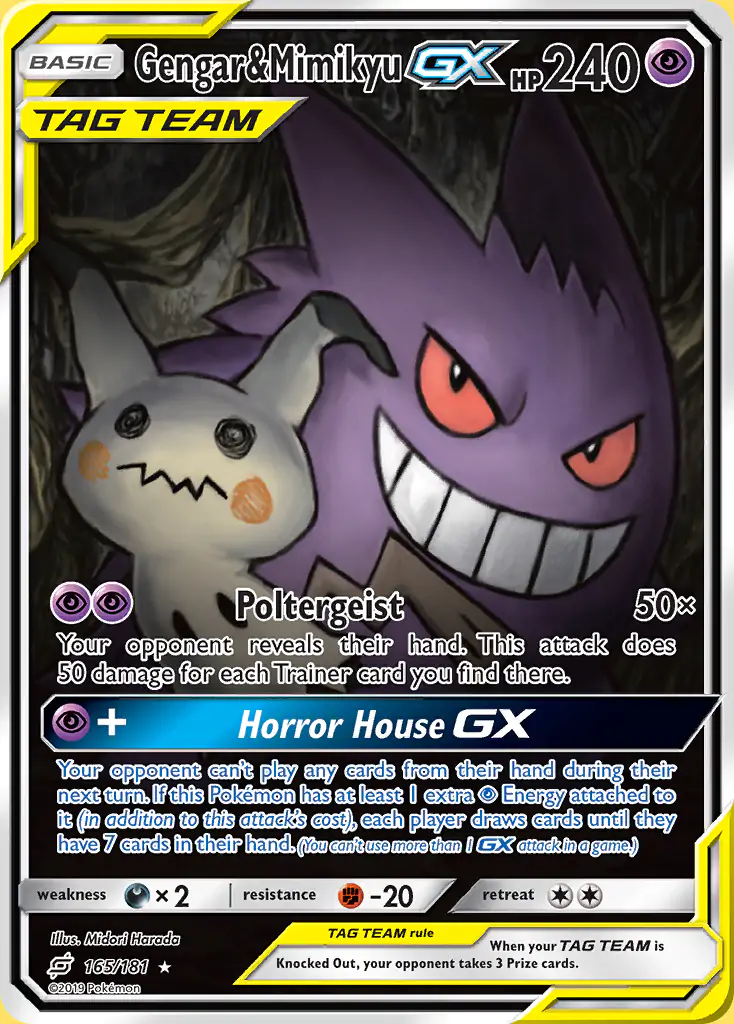 BASIC Gengar&Mimikyu GX HP 240
TAG TEAM
Poltergeist 50×
Your opponent reveals their hand. This attack does
50 damage for each Trainer card you find there.
+ Horror House GX
Your opponent can't play any cards from their hand during their
next turn. If this Pokémon has at least 1 extra Energy attached to
it (in addition to this attack's cost), each player draws cards until they
have 7 cards in their hand. (You can't use more than 1 GX attack in a game.)
weakness ×2 resistance -20 retreat
Illus. Midori Harada
165/181
©2019 Pokémon
TAG TEAM rule
When your TAG TEAM is
Knocked Out, your opponent takes 3 Prize cards.